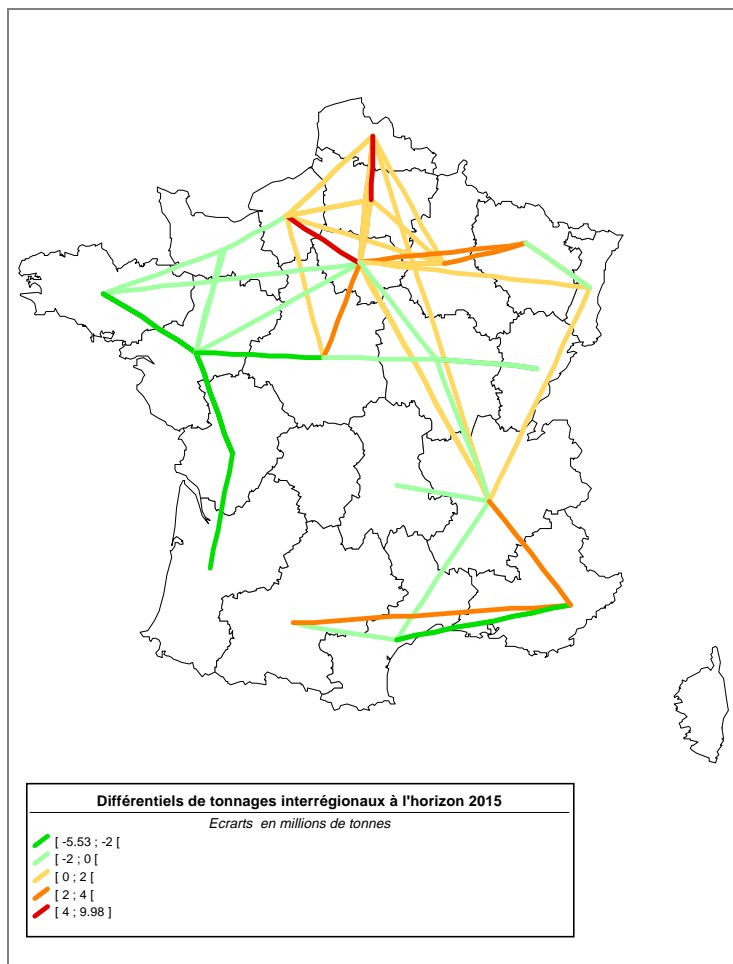 Différentiels de tonnages interrégionaux à l'horizon 2015
Ecrarts en millions de tonnes
[ -5.53 ; -2 [
[ -2 ; 0 [
[ 0 ; 2 [
[ 2 ; 4 [
[ 4 ; 9.98 ]